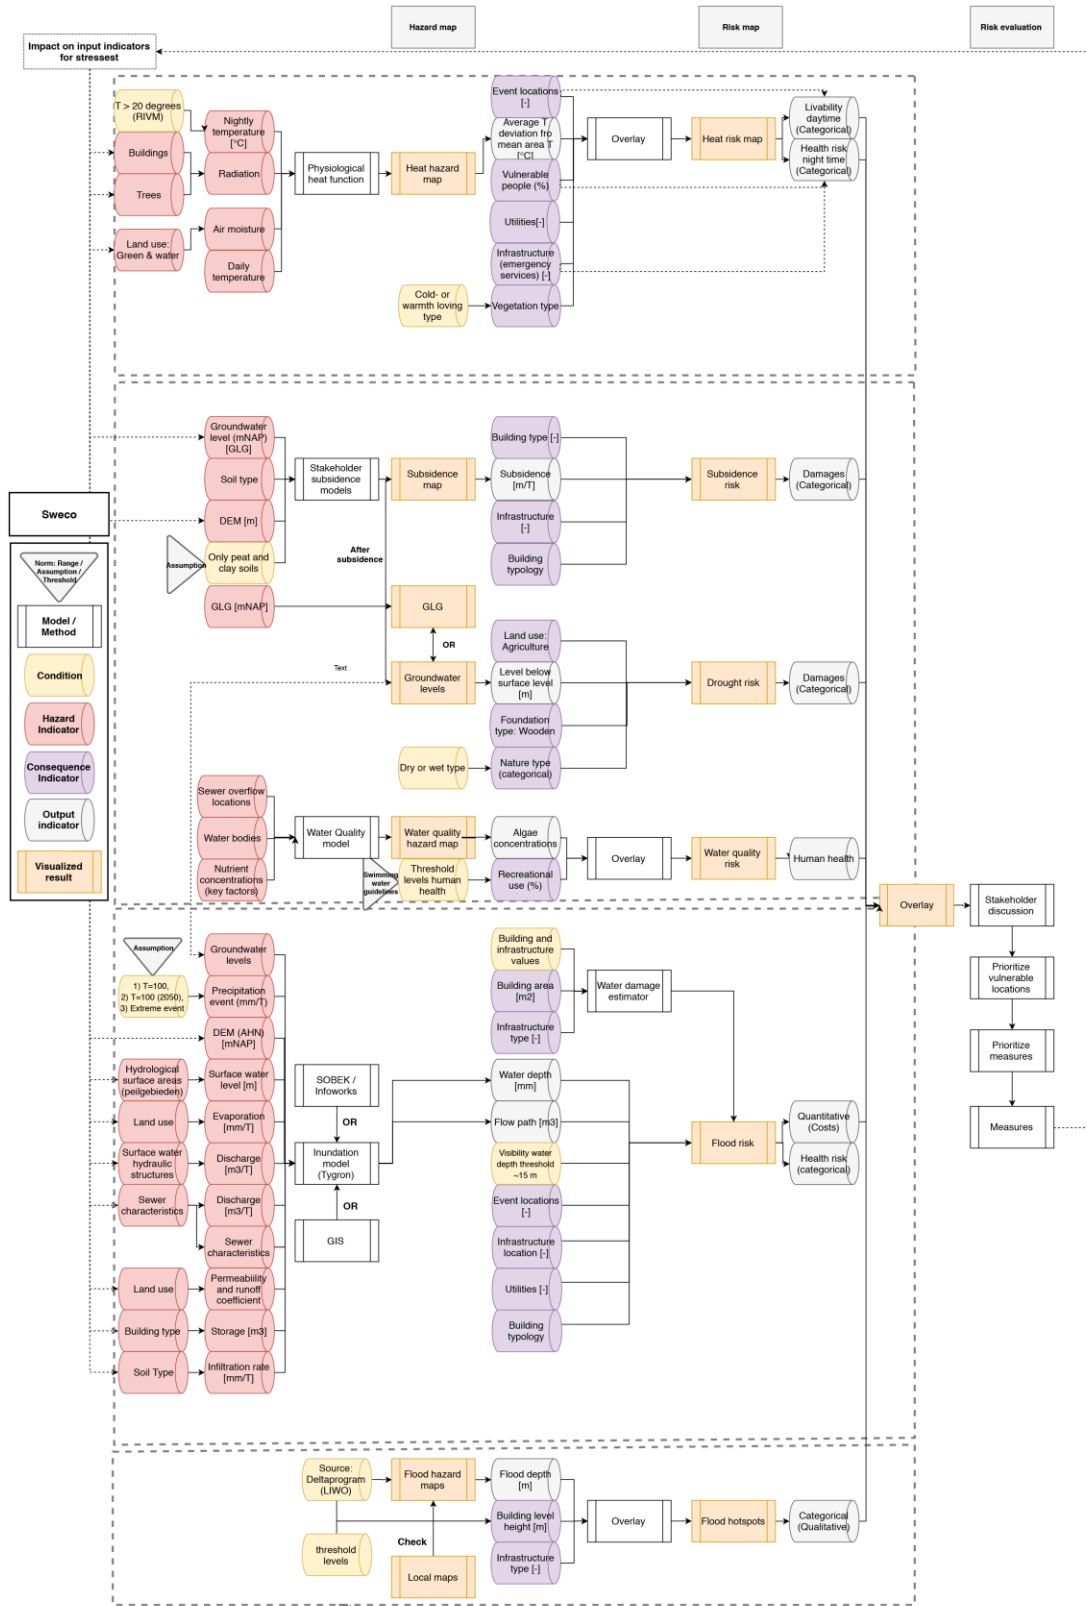 Hazard map
Risk map
Risk evaluation
Impact on input indicators
for stressest
T > 20 degrees
(RIVM)
Buildings
Trees
Land use:
Green & water
Nightly
temperature
[°C]
Radiation
Air moisture
Daily
temperature
Physiological
heat function
Heat hazard
map
Cold- or
warmth loving
type
Event locations
[-]
Average T
deviation fro
mean area T
[°C]
Vulnerable
people (%)
Utilities[-]
Infrastructure
(emergency
services) [-]
Vegetation type
Overlay
Heat risk map
Livability
daytime
(Categorical)
Health risk
night time
(Categorical)
Groundwater
level (mNAP)
[GLG]
Soil type
DEM [m]
Assumption
Only peat and
clay soils
GLG [mNAP]
Stakeholder
subsidence
models
After
subsidence
Subsidence
map
GLG
OR
Groundwater
levels
Text
Building type [-]
Subsidence
[m/T]
Infrastructure
[-]
Building
typology
Subsidence
risk
Damages
(Categorical)
Land use:
Agriculture
Level below
surface level
[m]
Foundation
type: Wooden
Dry or wet type
Nature type
(categorical)
Drought risk
Damages
(Categorical)
Sweco
Norm: Range /
Assumption /
Threshold
Model /
Method
Condition
Hazard
Indicator
Consequence
Indicator
Output
indicator
Visualized
result
Sewer overflow
locations
Water bodies
Nutrient
concentrations
(key factors)
Water Quality
model
Water quality
hazard map
Swimming
water
guidelines
Threshold
levels human
health
Algae
concentrations
Recreational
use (%)
Overlay
Water quality
risk
Human health
Overlay
Stakeholder
discussion
Prioritize
vulnerable
locations
Prioritize
measures
Measures
Assumption
1) T=100,
2) T=100 (2050),
3) Extreme event
Hydrological
surface areas
(peilgebieden)
Land use
Surface water
hydraulic
structures
Sewer
characteristics
Land use
Building type
Soil Type
Groundwater
levels
Precipitation
event (mm/T)
DEM (AHN)
[mNAP]
Surface water
level [m]
Evaporation
[mm/T]
Discharge
[m3/T]
Discharge
[m3/T]
Sewer
characteristics
Permeabiility
and runoff
coefficient
Storage [m3]
Infiltration rate
[mm/T]
SOBEK /
Infoworks
OR
Inundation
model
(Tygron)
OR
GIS
Building and
infrastructure
values
Building area
[m2]
Infrastructure
type [-]
Water damage
estimator
Water depth
[mm]
Flow path [m3]
Visibility water
depth threshold
~15 m
Event locations
[-]
Infrastructure
location [-]
Utilities [-]
Building
typology
Flood risk
Quantitative
(Costs)
Health risk
(categorical)
Source:
Deltaprogram
(LIWO)
threshold
levels
Flood hazard
maps
Check
Local maps
Flood depth
[m]
Building level
height [m]
Infrastructure
type [-]
Overlay
Flood hotspots
Categorical
(Qualitative)